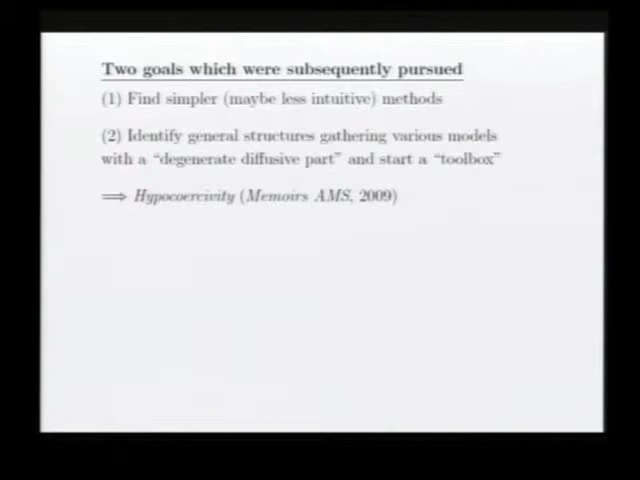 Two goals which were subsequently pursued
(1) Find simpler (maybe less intuitive) methods
(2) Identify general structures gathering various models
with a “degenerate diffusive part” and start a “toolbox”
⟹ Hypocoercivity (Memoirs AMS, 2009)